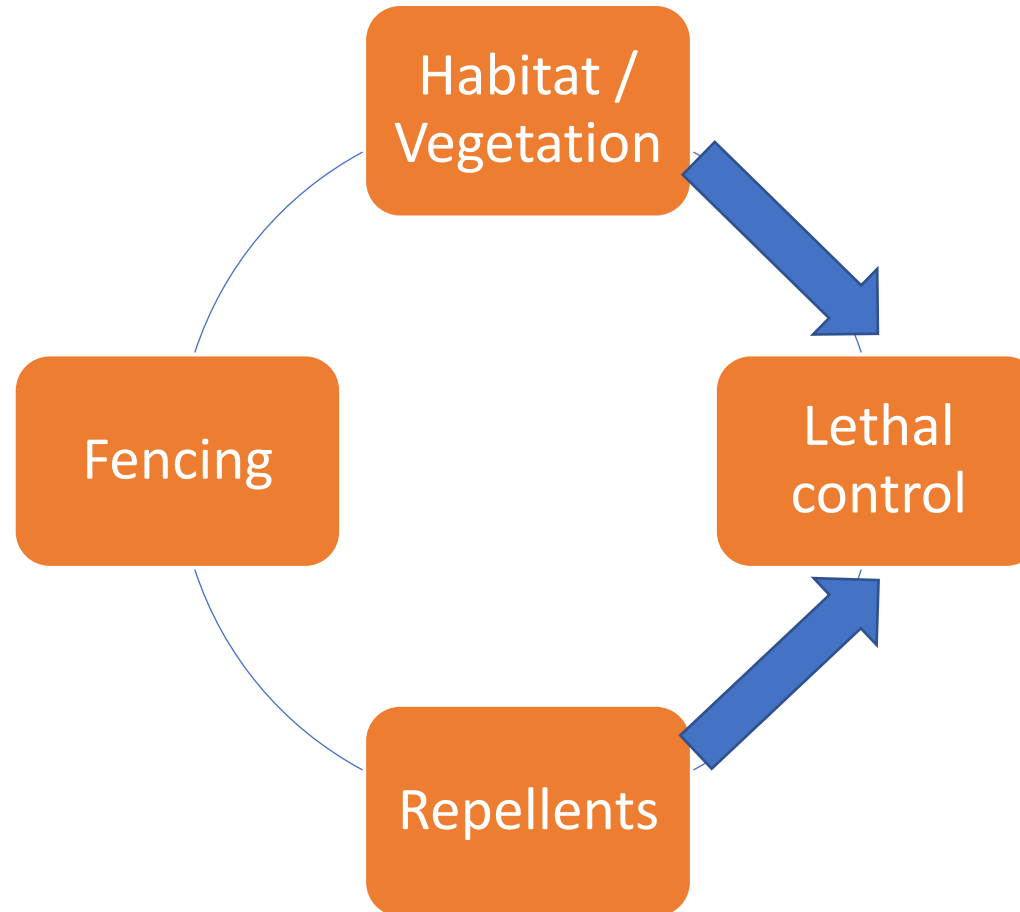 Habitat /
Vegetation
Fencing
Lethal
control
Repellents